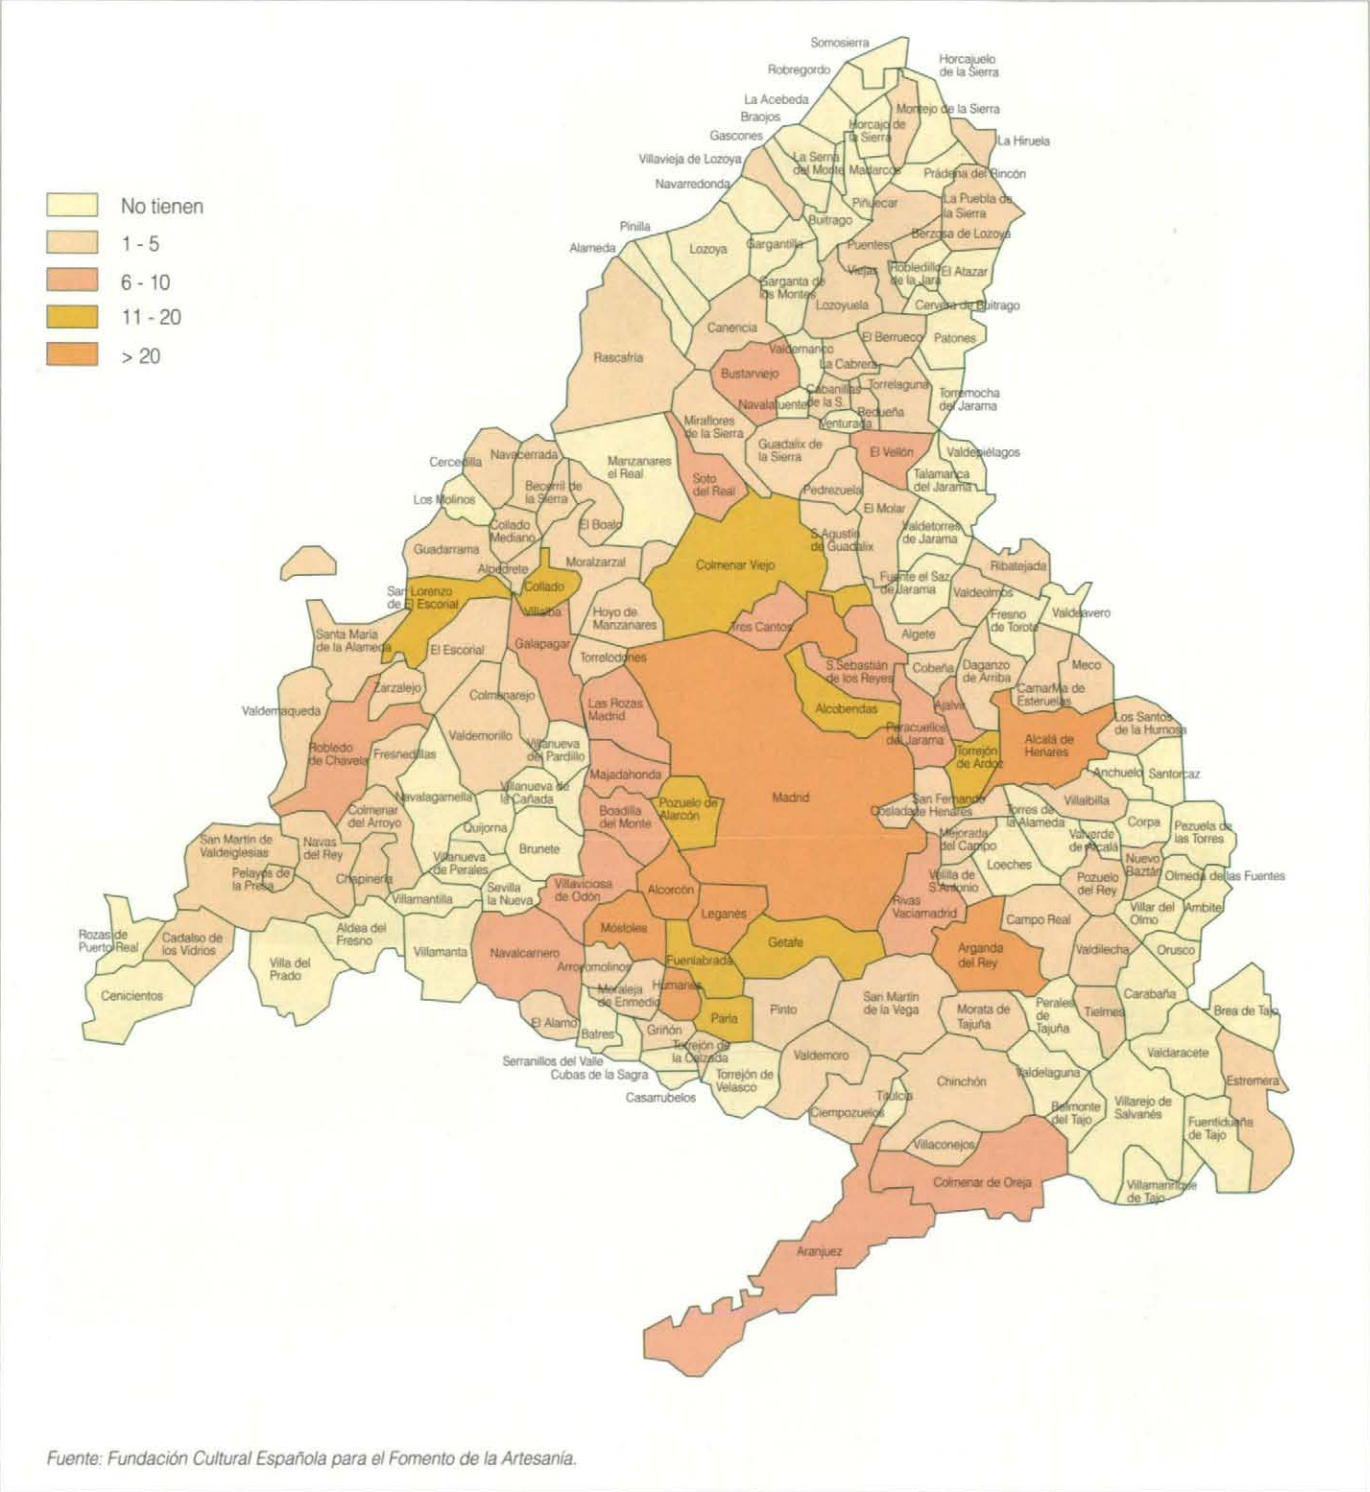 Somosierra
Horcajuelo
de la Sierra
Robregordo
La Acebeda
Braojos
Montejo de la Sierra
Horcajo de
la Sierra
Gascones
La Hiruela
Villavieja de Lozoya
La Serna
del Monte
Madarcos
Prádena del Rincón
Navarredonda
La Puebla de
la Sierra
Piñuecar
Buitrago
Pinilla
Berzosa de Lozoya
Alameda
Lozoya
Gargantilla
Puentes
Viejas
Robledillo
de la Jara
El Atazar
Garganta de
los Montes
Lozoyuela
Cervera de Buitrago
No tienen
1 - 5
6 - 10
11 - 20
> 20
Canencia
El Berrueco
Patones
Rascafria
Valdemanco
La Cabrera
Bustarviejo
Cabanillas
de la S.
Torrelaguna
Torremocha
del Jarama
Navalafuente
Redueña
Venturada
Miraflores
de la Sierra
Guadalix de
la Sierra
El Vellón
Valdepiélagos
Cercedilla
Navacerrada
Manzanares
el Real
Soto
del Real
Talamanca
del Jarama
Los Molinos
Becerril de
la Sierra
Pedrezuela
El Molar
Collado
Mediano
El Boalo
S.Agustín
de Guadalix
Valdetorres
de Jarama
Guadarrama
Alpedrete
Moralzarzal
Colmenar Viejo
Ribatejada
San Lorenzo
de El Escorial
Collado
Villalba
Fuente el Saz
de Jarama
Valdeolmos
Hoyo de
Manzanares
Tres Cantos
Fresno
de Torote
Valdeavero
Santa María
de la Alameda
El Escorial
Galapagar
Torrelodones
Algete
S.Sebastián
de los Reyes
Cobeña
Daganzo
de Arriba
Meco
Zarzalejo
Colmenarejo
Camarma de
Esteruelas
Valdemaqueda
Las Rozas
Madrid
Alcobendas
Ajalvir
Paracuellos
del Jarama
Los Santos
de la Humosa
Robledo
de Chavela
Fresnedillas
Valdemorillo
Villanueva
del Pardillo
Torrejón
de Ardoz
Alcalá de
Henares
Majadahonda
Anchuelo
Santorcaz
Navalagamella
Villanueva de
la Cañada
Madrid
San Fernando
de Henares
Coslada
Villalbilla
Colmenar
del Arroyo
Boadilla
del Monte
Pozuelo de
Alarcón
Torres de
la Alameda
Corpa
Pezuela de
las Torres
San Martín de
Valdeiglesias
Navas
del Rey
Quijorna
Brunete
Mejorada
del Campo
Valverde
de Alcalá
Villanueva
de Perales
Loeches
Nuevo
Baztán
Pelayos de
la Presa
Chapinería
Sevilla
la Nueva
Villaviciosa
de Odón
Alcorcón
Velilla de
S.Antonio
Pozuelo
del Rey
Olmeda de las Fuentes
Villamantilla
Leganés
Rivas
Vaciamadrid
Campo Real
Villar del
Olmo
Ambite
Rozas de
Puerto Real
Cadalso de
los Vidrios
Aldea del
Fresno
Móstoles
Getafe
Villa del
Prado
Villamanta
Navalcarnero
Arroyomolinos
Fuenlabrada
Arganda
del Rey
Valdilecha
Orusco
Cenicientos
Moraleja
de Enmedio
Humanes
Carabaña
El Alamo
Batres
Griñón
Parla
Pinto
San Martín
de la Vega
Morata de
Tajuña
Perales
de
Tajuña
Tielmes
Brea de Tajo
Serranillos del Valle
Cubas de la Sagra
Torrejón de
la Calzada
Valdemoro
Valdaracete
Casarrubelos
Torrejón de
Velasco
Chinchón
Valdelaguna
Estremera
Ciempozuelos
Titulcia
Belmonte
del Tajo
Villarejo de
Salvanés
Fuentidueña
de Tajo
Villaconejos
Colmenar de Oreja
Villamanrique
de Tajo
Aranjuez
Fuente: Fundación Cultural Española para el Fomento de la Artesanía.